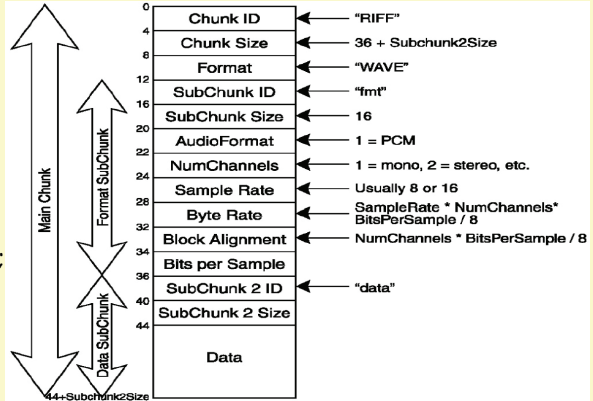 0
Chunk ID "RIFF"
4
Chunk Size 36 + Subchunk2Size
8
Format "WAVE"
12
SubChunk ID "fmt"
16
SubChunk Size 16
20
AudioFormat 1 = PCM
22
NumChannels 1 = mono, 2 = stereo, etc.
24
Sample Rate Usually 8 or 16
28
Byte Rate SampleRate * NumChannels*
BitsPerSample / 8
32
Block Alignment NumChannels * BitsPerSample / 8
34
Bits per Sample
36
SubChunk 2 ID "data"
40
SubChunk 2 Size
44
Data
44+Subchunk2Size
Main Chunk
Format SubChunk
Data SubChunk